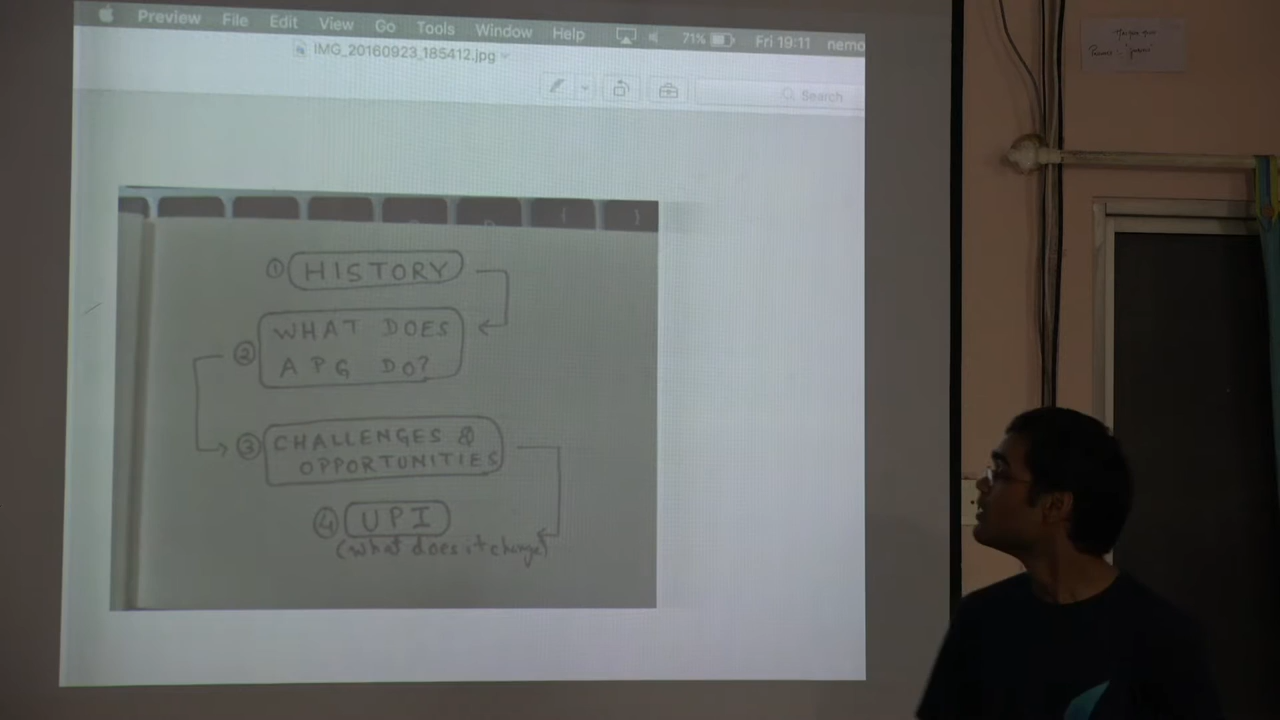 Preview File Edit View Go Tools Window Help 71% Fri 19:11 nemo
IMG_20160923_185412.jpg
Search
{ }
① HISTORY
② WHAT DOES
A PG DO?
③ CHALLENGES &
OPPORTUNITIES
④ UPI
(What does it change)